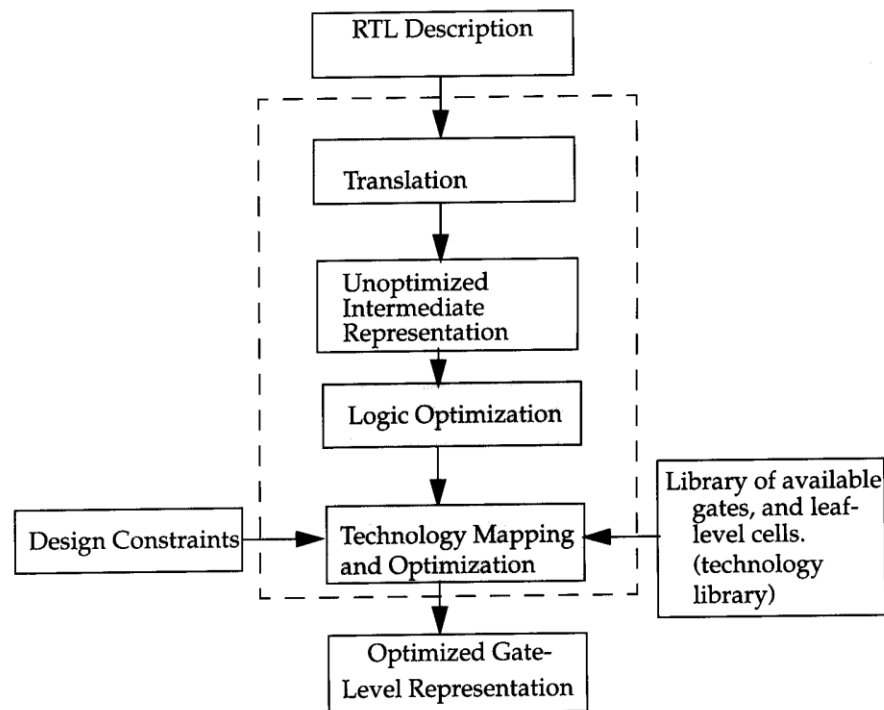 RTL Description
Translation
Unoptimized
Intermediate
Representation
Logic Optimization
Design Constraints
Technology Mapping
and Optimization
Library of available
gates, and leaf-
level cells.
(technology
library)
Optimized Gate-
Level Representation